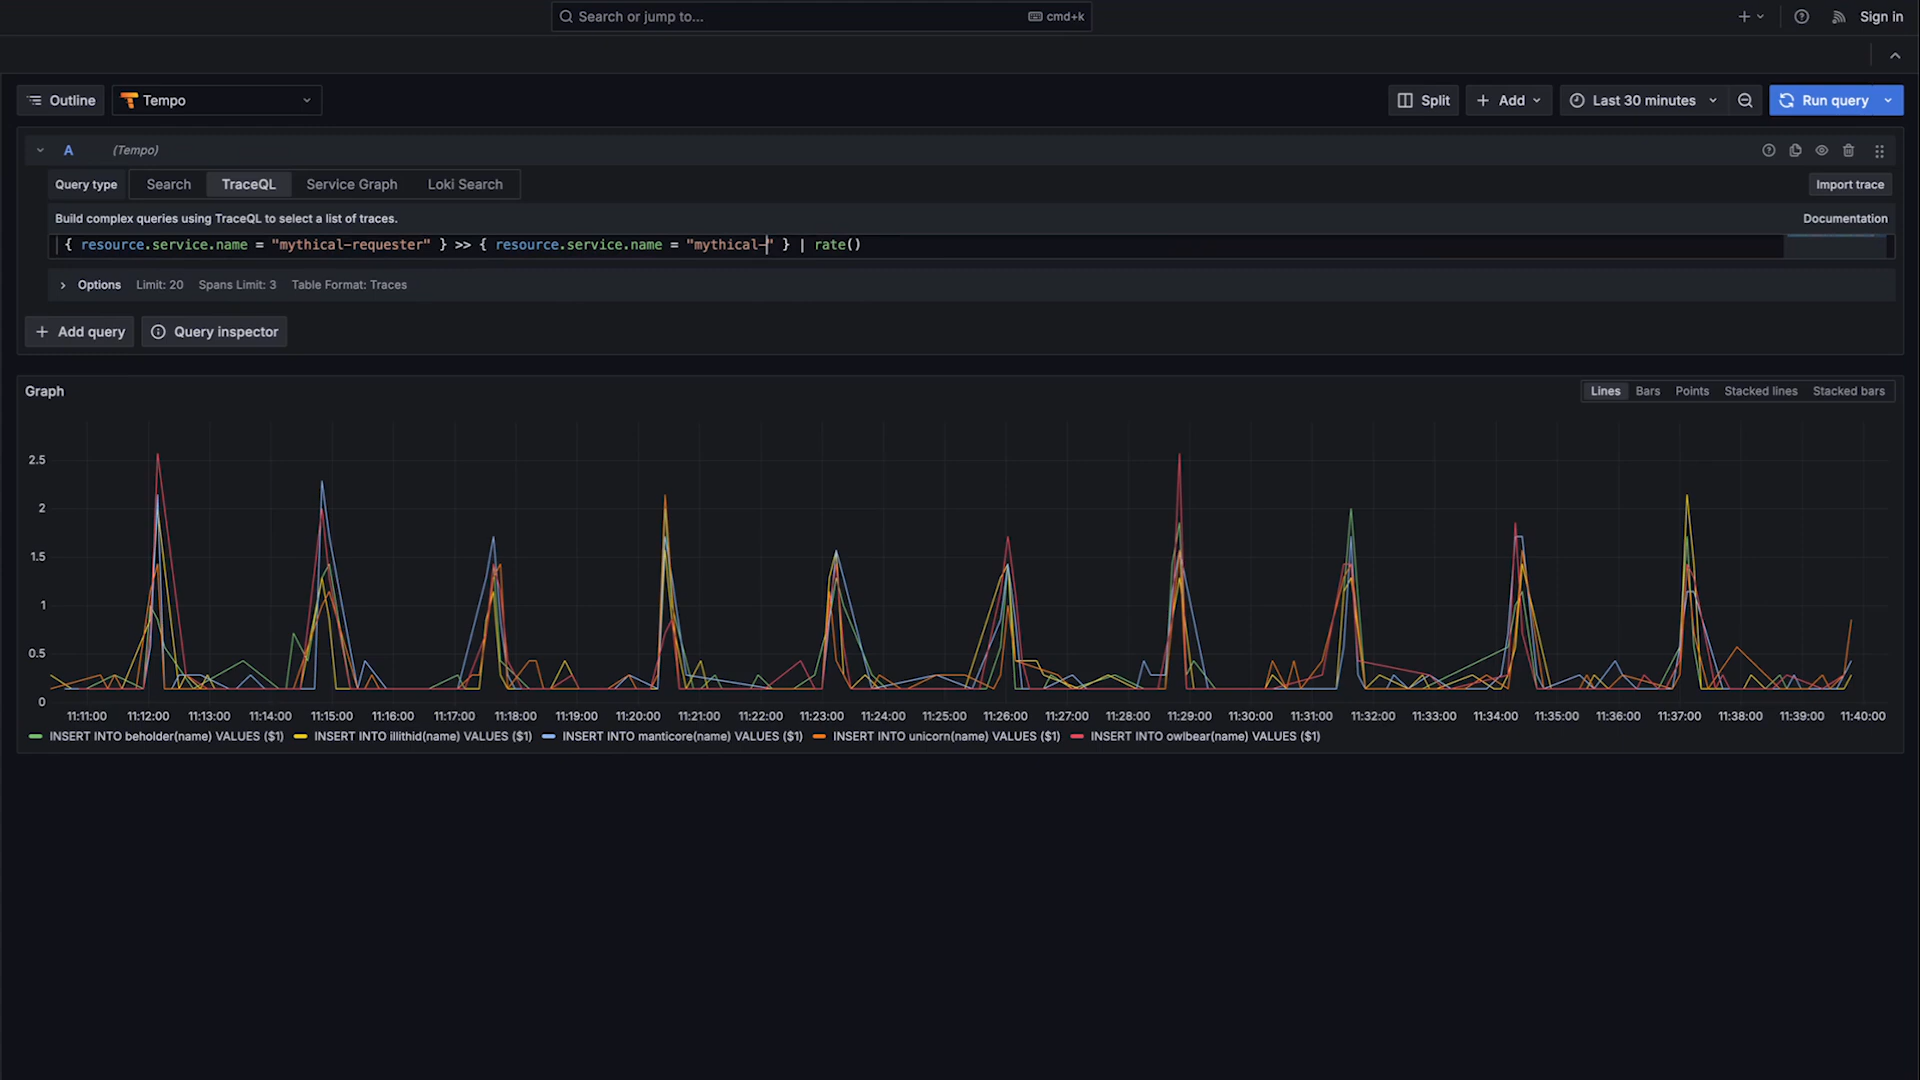 Search or jump to... cmd+k Sign in
Outline Tempo Split + Add Last 30 minutes Run query
A (Tempo)
Query type Search TraceQL Service Graph Loki Search Import trace
Build complex queries using TraceQL to select a list of traces. Documentation
{ resource.service.name = "mythical-requester" } >> { resource.service.name = "mythical-" } | rate()
Options Limit: 20 Spans Limit: 3 Table Format: Traces
+ Add query Query inspector
Graph Lines Bars Points Stacked lines Stacked bars
2.5
2
1.5
1
0.5
0
11:11:00 11:12:00 11:13:00 11:14:00 11:15:00 11:16:00 11:17:00 11:18:00 11:19:00 11:20:00 11:21:00 11:22:00 11:23:00 11:24:00 11:25:00 11:26:00 11:27:00 11:28:00 11:29:00 11:30:00 11:31:00 11:32:00 11:33:00 11:34:00 11:35:00 11:36:00 11:37:00 11:38:00 11:39:00 11:40:00
INSERT INTO beholder(name) VALUES ($1) INSERT INTO illithid(name) VALUES ($1) INSERT INTO manticore(name) VALUES ($1) INSERT INTO unicorn(name) VALUES ($1) INSERT INTO owlbear(name) VALUES ($1)